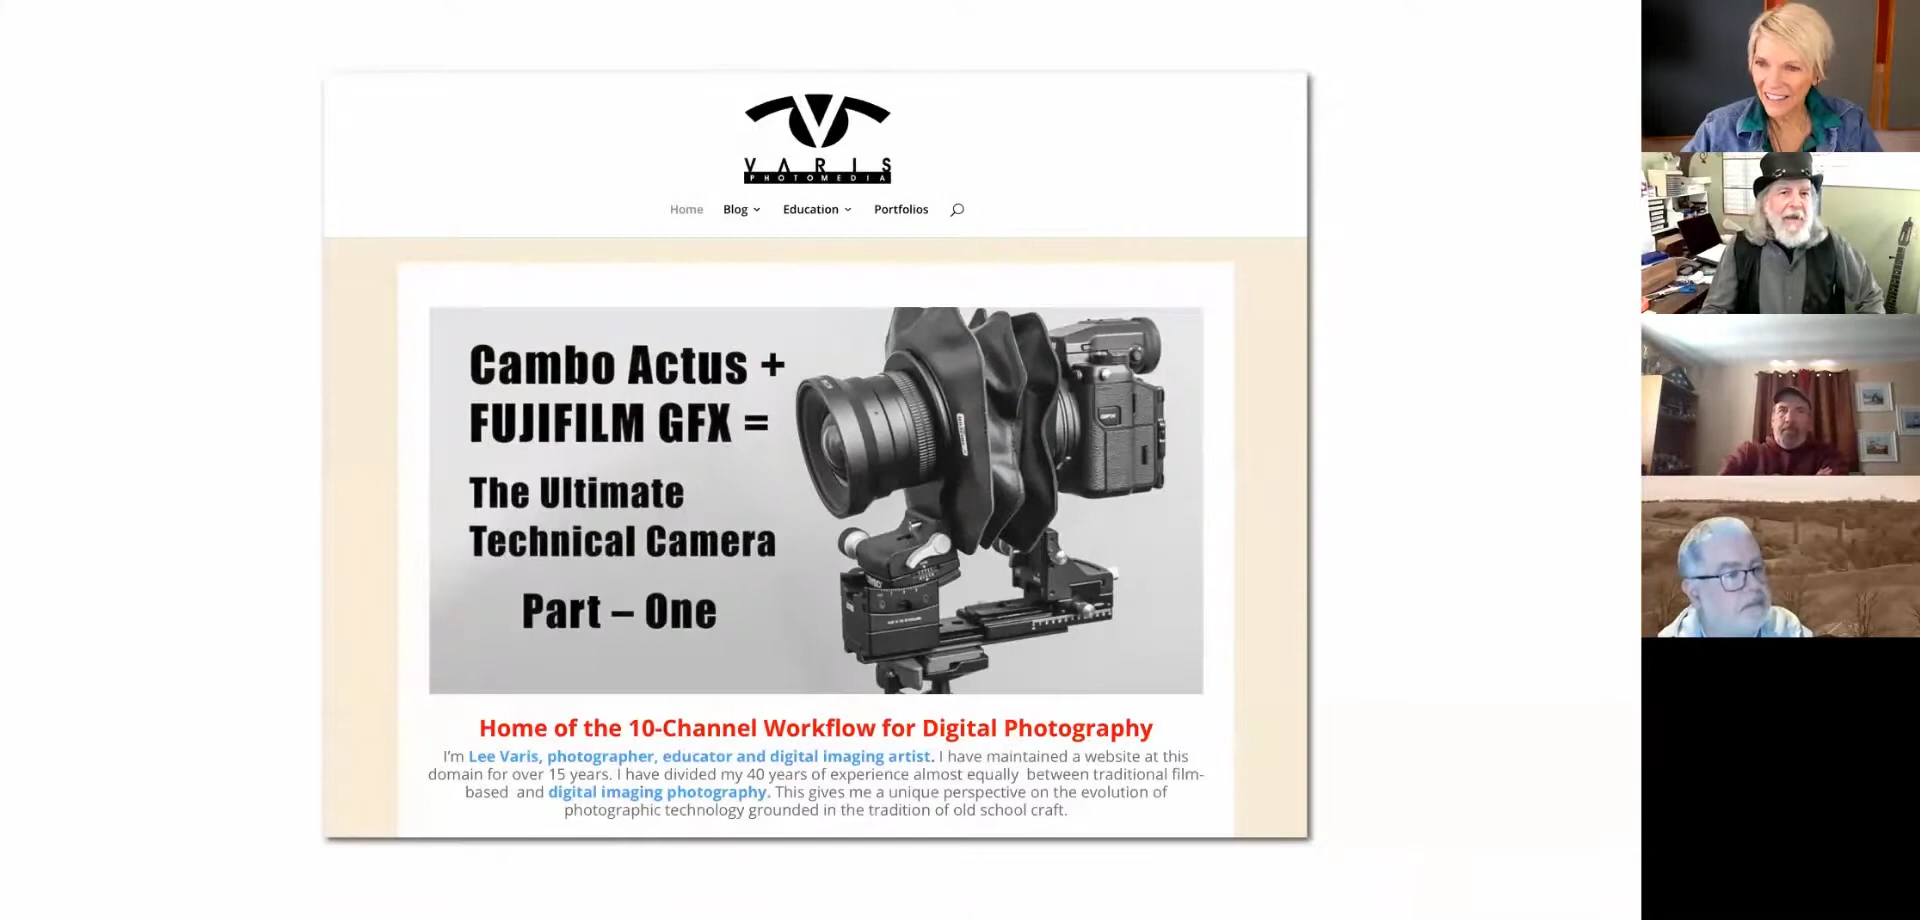 VARIS
PHOTOMEDIA
Home Blog Education Portfolios
Cambo Actus +
FUJIFILM GFX =
The Ultimate
Technical Camera
Part – One
GFX
Home of the 10-Channel Workflow for Digital Photography
I'm Lee Varis, photographer, educator and digital imaging artist. I have maintained a website at this
domain for over 15 years. I have divided my 40 years of experience almost equally between traditional film-
based and digital imaging photography. This gives me a unique perspective on the evolution of
photographic technology grounded in the tradition of old school craft.